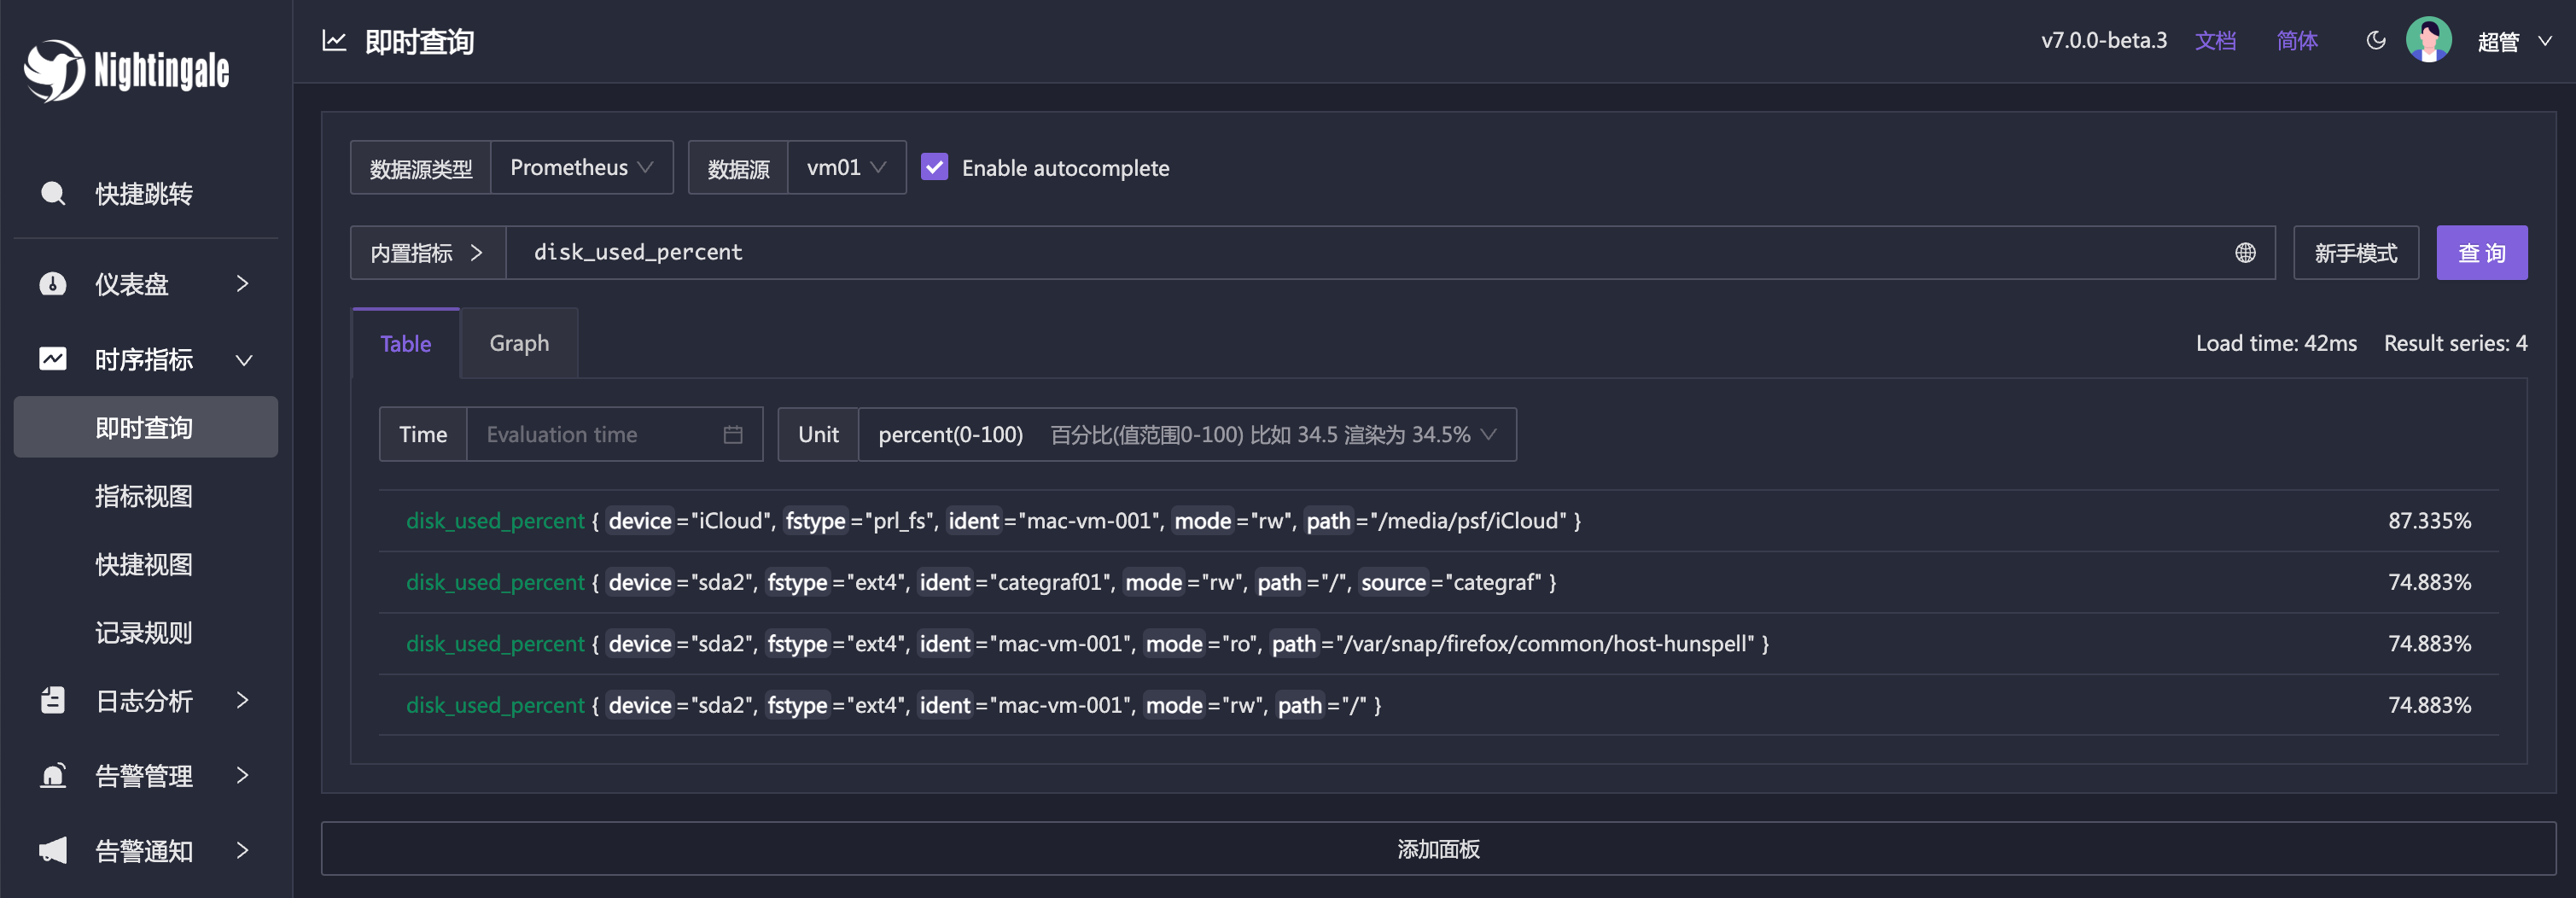 Nightingale
快捷跳转
仪表盘
时序指标
即时查询
指标视图
快捷视图
记录规则
日志分析
告警管理
告警通知
即时查询
v7.0.0-beta.3 文档 简体 超管
数据源类型 Prometheus 数据源 vm01 Enable autocomplete
内置指标 disk_used_percent 新手模式 查 询
Table Graph Load time: 42ms Result series: 4
Time Evaluation time Unit percent(0-100) 百分比(值范围0-100) 比如 34.5 渲染为 34.5%
disk_used_percent { device="iCloud", fstype="prl_fs", ident="mac-vm-001", mode="rw", path="/media/psf/iCloud" } 87.335%
disk_used_percent { device="sda2", fstype="ext4", ident="categraf01", mode="rw", path="/", source="categraf" } 74.883%
disk_used_percent { device="sda2", fstype="ext4", ident="mac-vm-001", mode="ro", path="/var/snap/firefox/common/host-hunspell" } 74.883%
disk_used_percent { device="sda2", fstype="ext4", ident="mac-vm-001", mode="rw", path="/" } 74.883%
添加面板